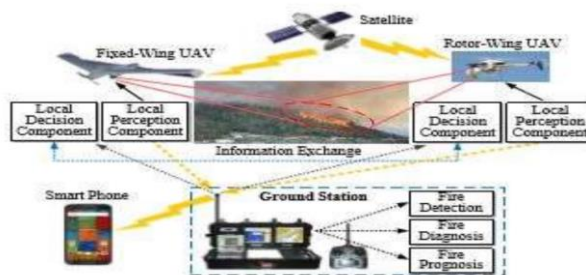 Satellite
Fixed-Wing UAV
Rotor-Wing UAV
Local
Decision
Component
Local
Perception
Component
Local
Decision
Component
Local
Perception
Component
Information Exchange
Smart Phone
Ground Station
Fire
Detection
Fire
Diagnosis
Fire
Prognosis